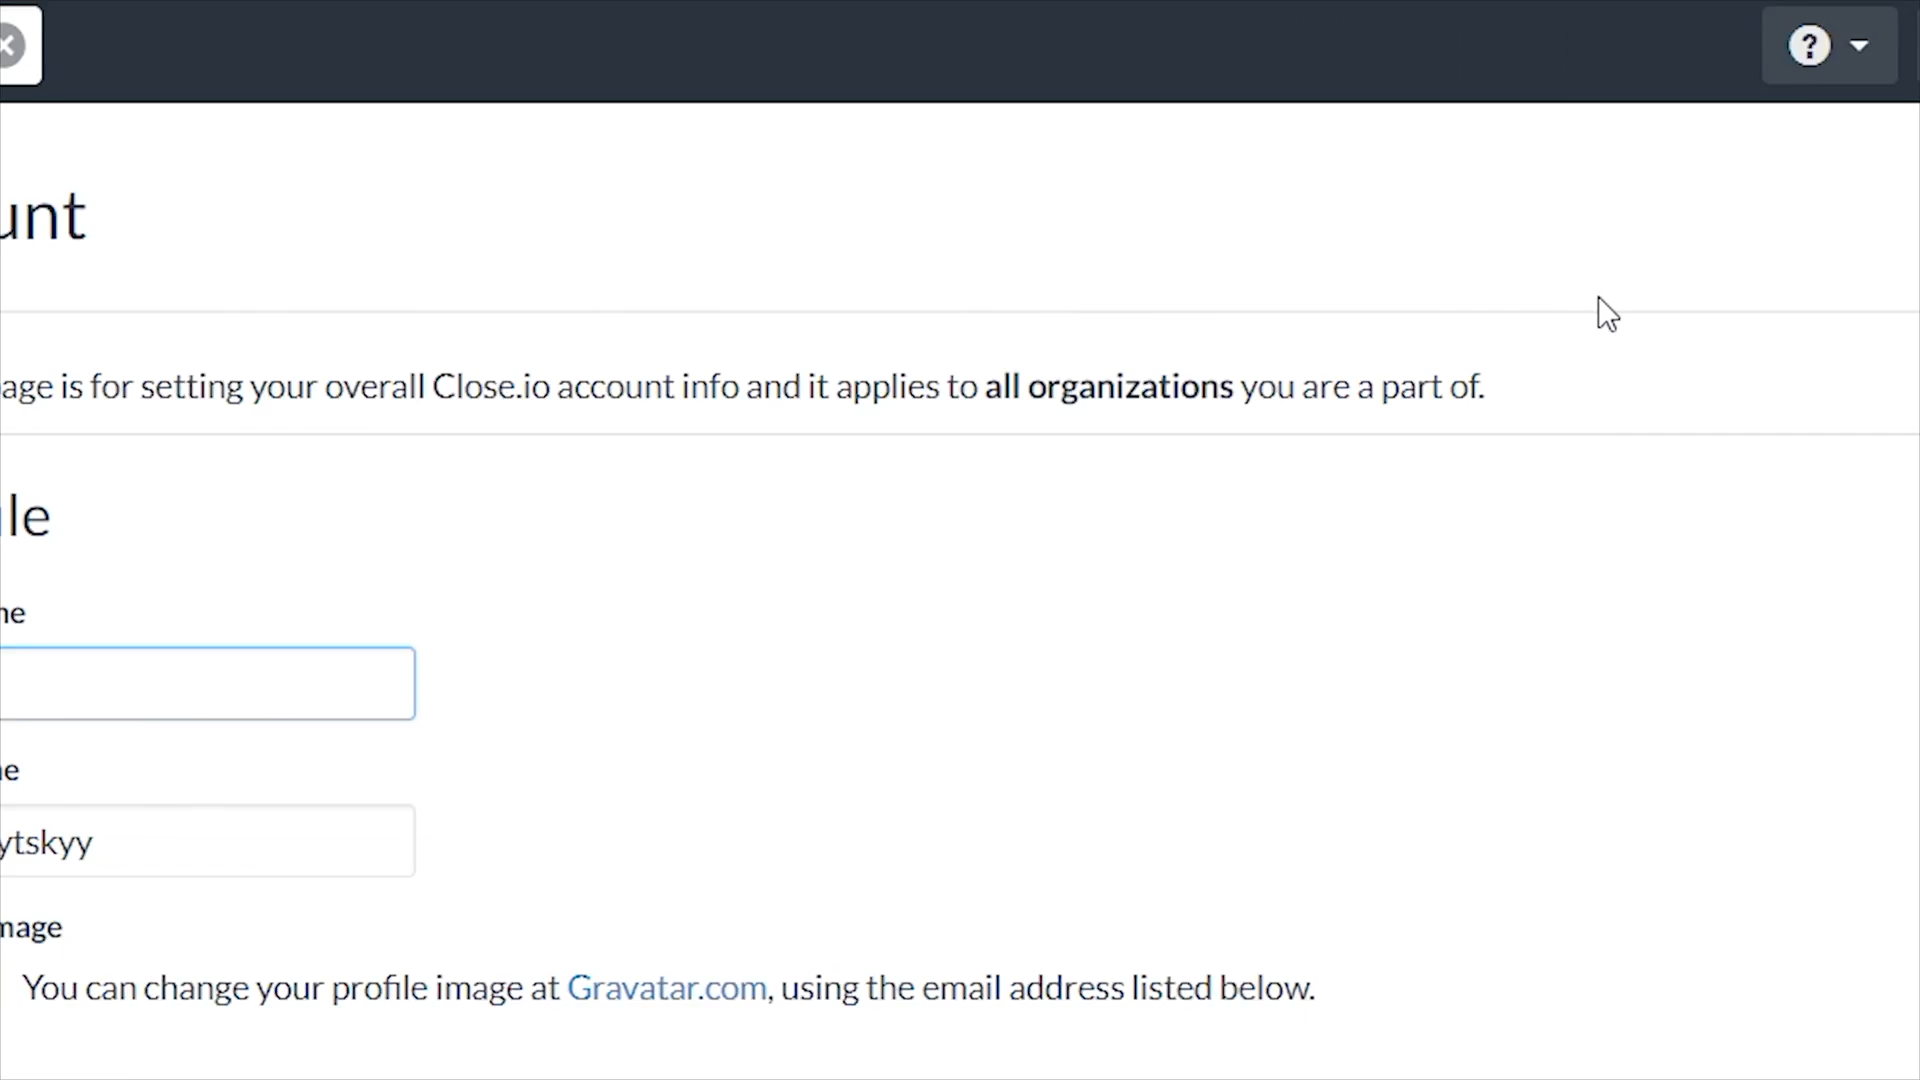 ?
unt
age is for setting your overall Close.io account info and it applies to all organizations you are a part of.
le
ne
e
ytskyy
mage
You can change your profile image at Gravatar.com, using the email address listed below.